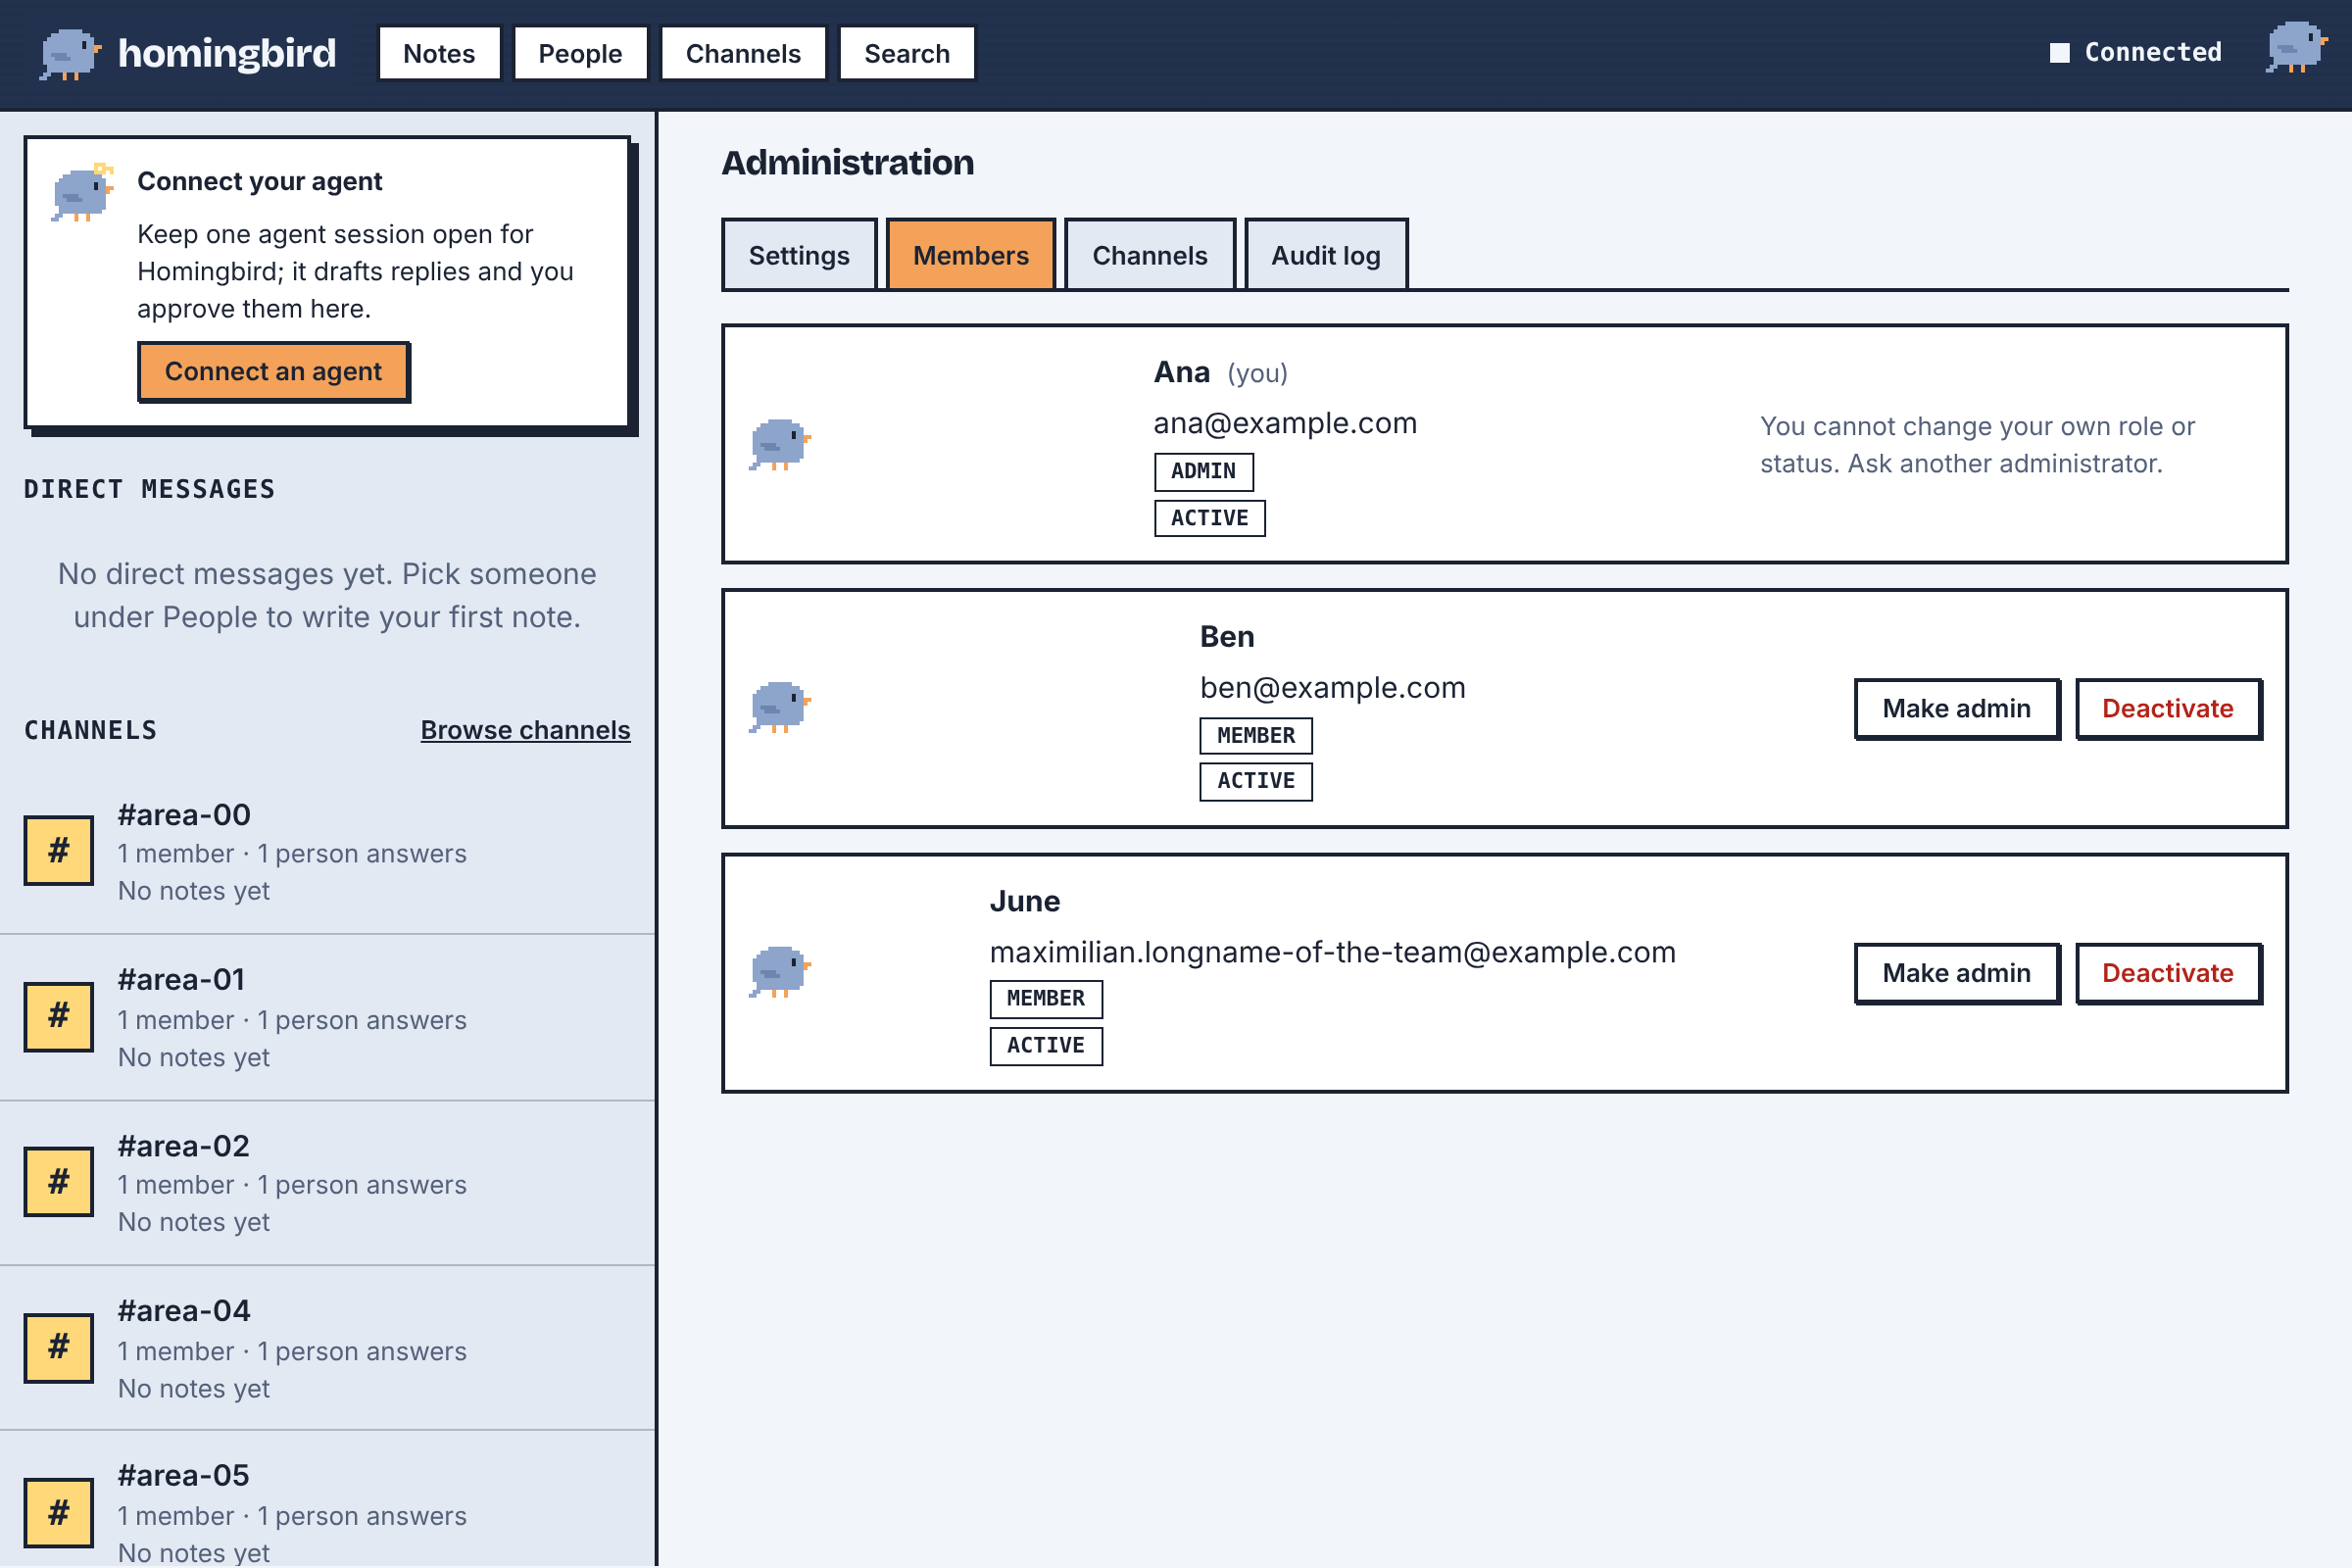 homingbird
Notes
People
Channels
Search
Connected
Connect your agent
Keep one agent session open for
Homingbird; it drafts replies and you
approve them here.
Connect an agent
DIRECT MESSAGES
No direct messages yet. Pick someone
under People to write your first note.
CHANNELS
Browse channels
#
#area-00
1 member · 1 person answers
No notes yet
#
#area-01
1 member · 1 person answers
No notes yet
#
#area-02
1 member · 1 person answers
No notes yet
#
#area-04
1 member · 1 person answers
No notes yet
#
#area-05
1 member · 1 person answers
No notes yet
Administration
Settings
Members
Channels
Audit log
Ana (you)
ana@example.com
ADMIN
ACTIVE
You cannot change your own role or
status. Ask another administrator.
Ben
ben@example.com
MEMBER
ACTIVE
Make admin
Deactivate
June
maximilian.longname-of-the-team@example.com
MEMBER
ACTIVE
Make admin
Deactivate